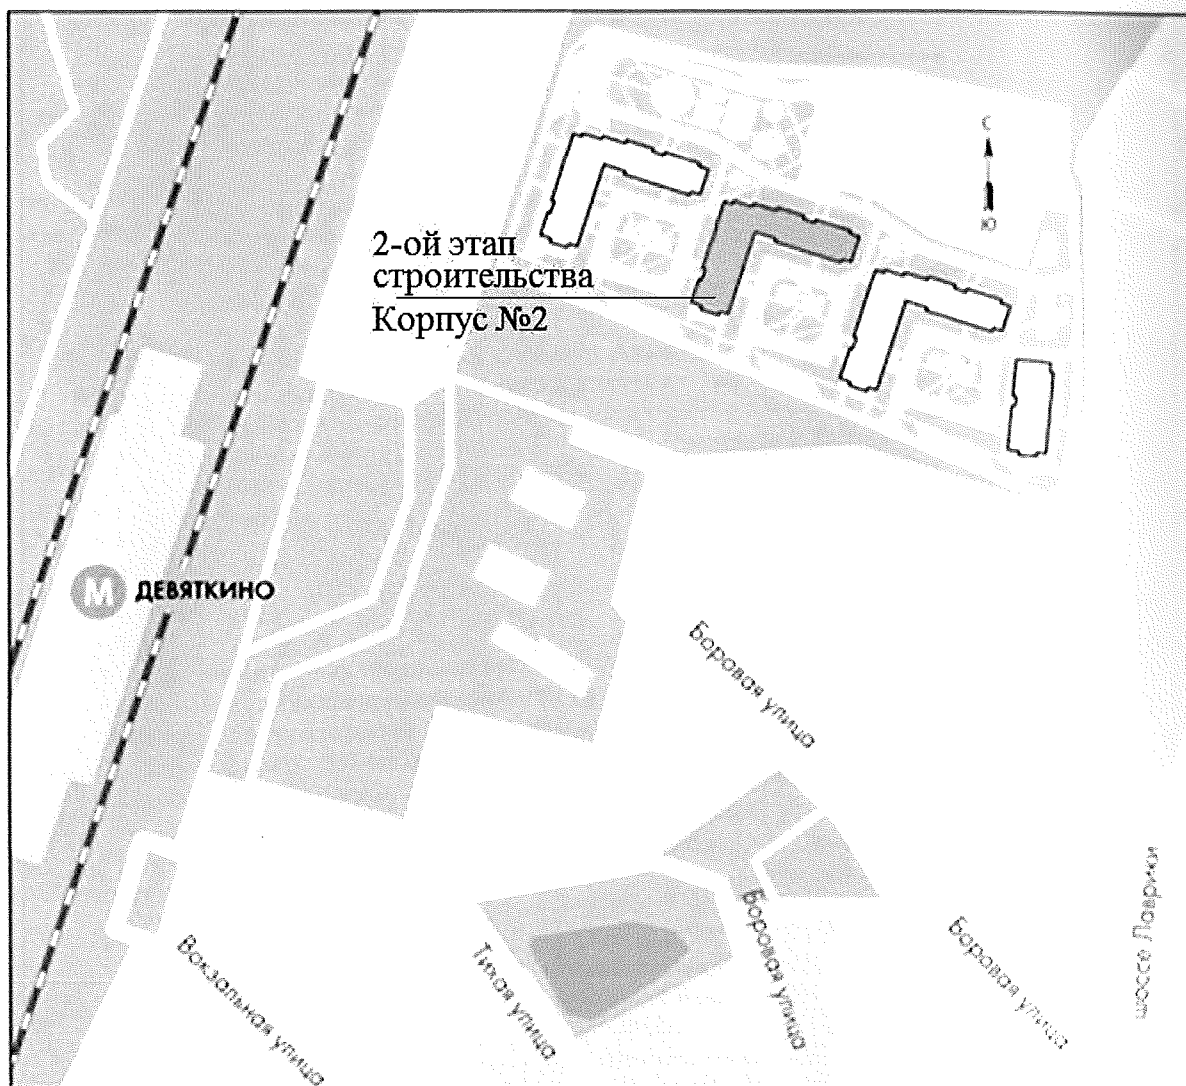 С
Ю
2-ой этап
строительства
Корпус №2
М ДЕВЯТКИНО
Боровая улица
Вокзальная улица
Тихая улица
Боровая улица
Боровая улица
шоссе Лаврики